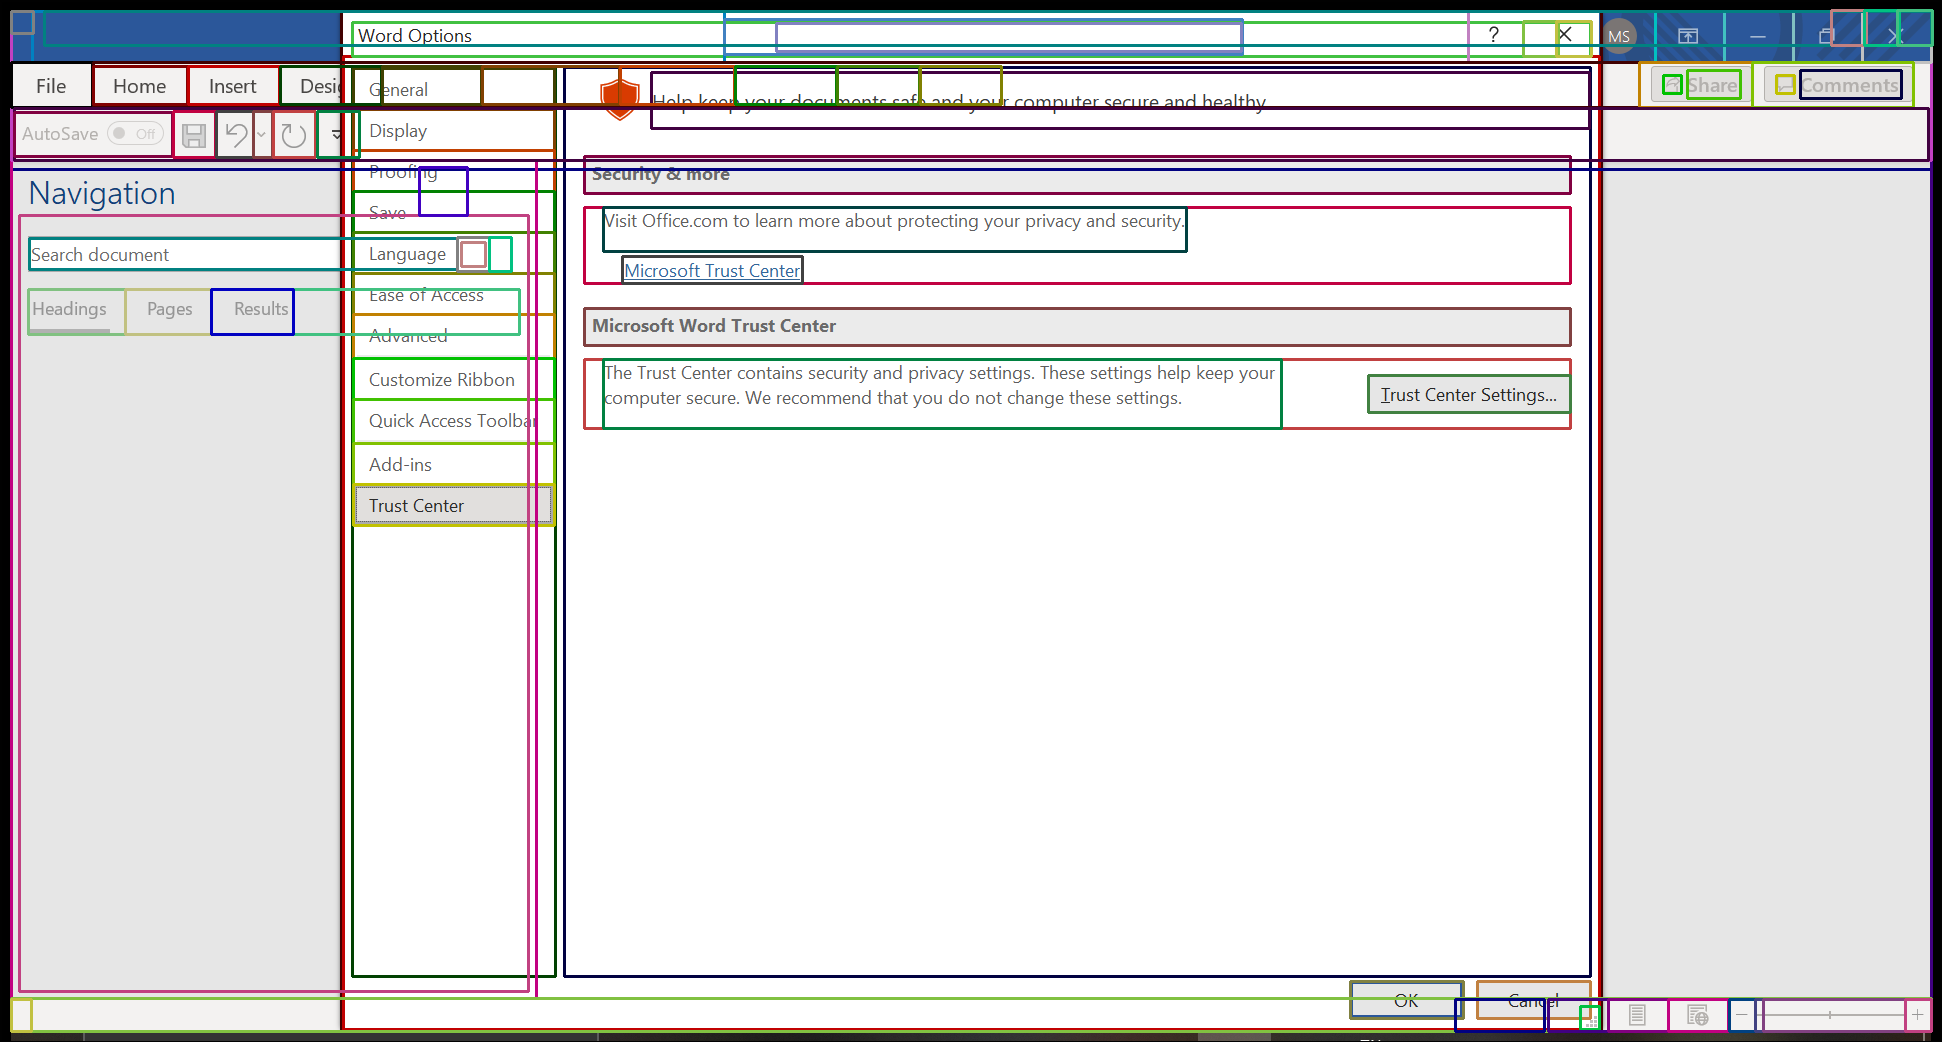 Word Options
?
MS
File
Home
Insert
Share
Comments
General
Help keep your documents safe and your computer secure and healthy
AutoSave
Off
Display
Navigation
Proofing
Security & more
Save
Visit Office.com to learn more about protecting your privacy and security.
Search document
Language
Microsoft Trust Center
Headings
Pages
Results
Ease of Access
Advanced
Microsoft Word Trust Center
Customize Ribbon
The Trust Center contains security and privacy settings. These settings help keep your
computer secure. We recommend that you do not change these settings.
Trust Center Settings...
Quick Access Toolbar
Add-ins
Trust Center
OK
Cancel